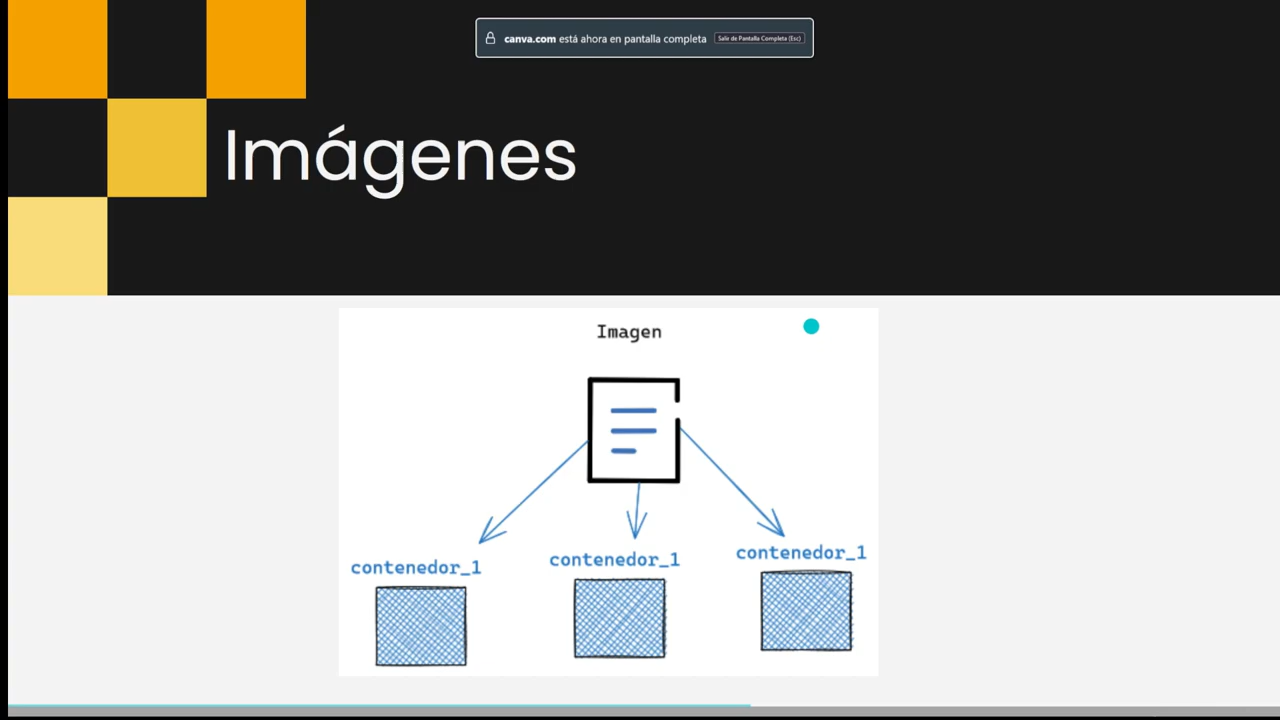 canva.com está ahora en pantalla completa Sale de Pantalla Completa (Esc)
Imágenes
Imagen
contenedor_1
contenedor_1
contenedor_1